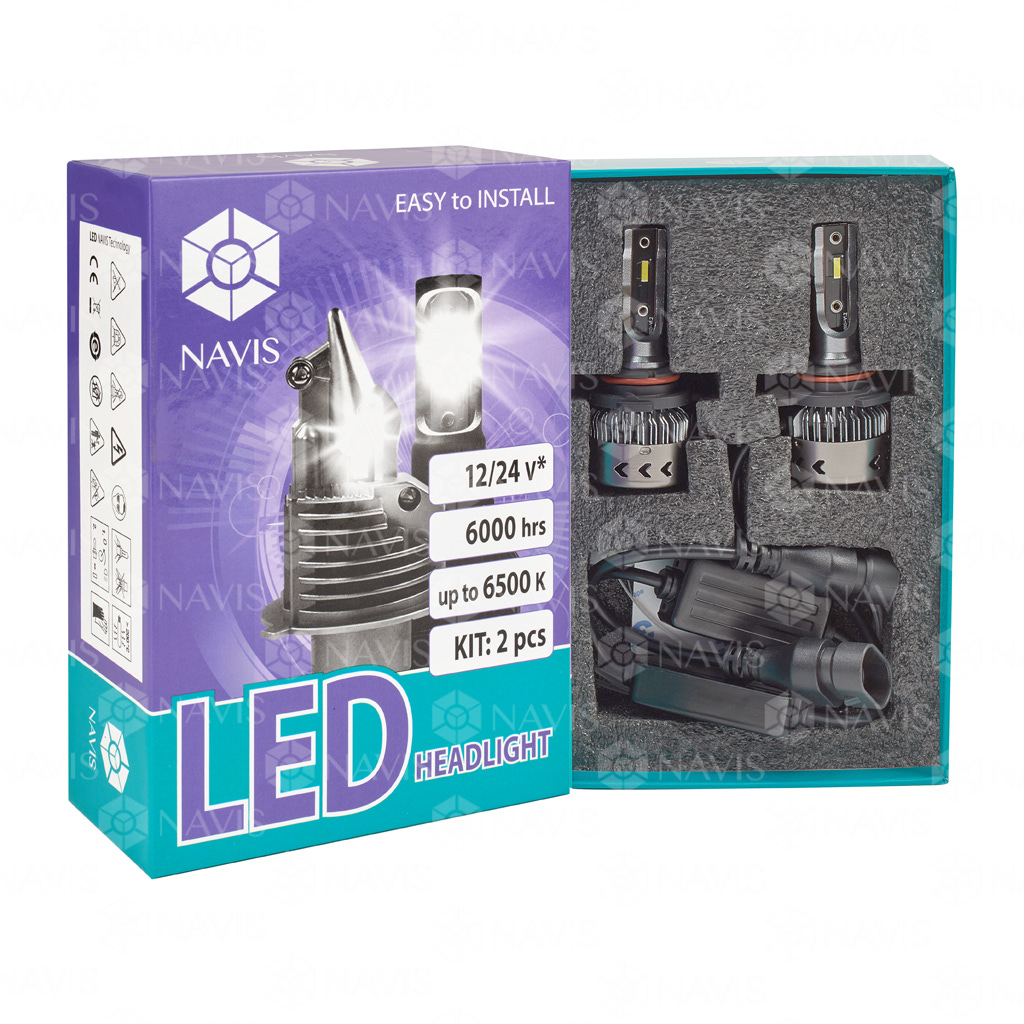 EASY to INSTALL
LED NAVIS Technology
NAVIS
12/24 v*
6000 hrs
up to 6500 K
KIT: 2 pcs
NAVIS
LED
HEADLIGHT